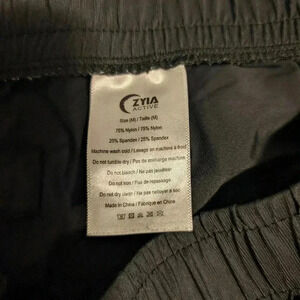 ZYIA
ACTIVE
Size (M) / Taille (M)
75% Nylon / 75% Nylon
25% Spandex / 25% Spandex
Machine wash cold / Lavage en machine à froid
Do not tumble dry / Pas de séchage machine
Do not bleach / Ne pas javelliser
Do not iron / Pas de repassage
Do not dry clean / Ne pas nettoyer à sec
Made in China / Fabrique en Chine